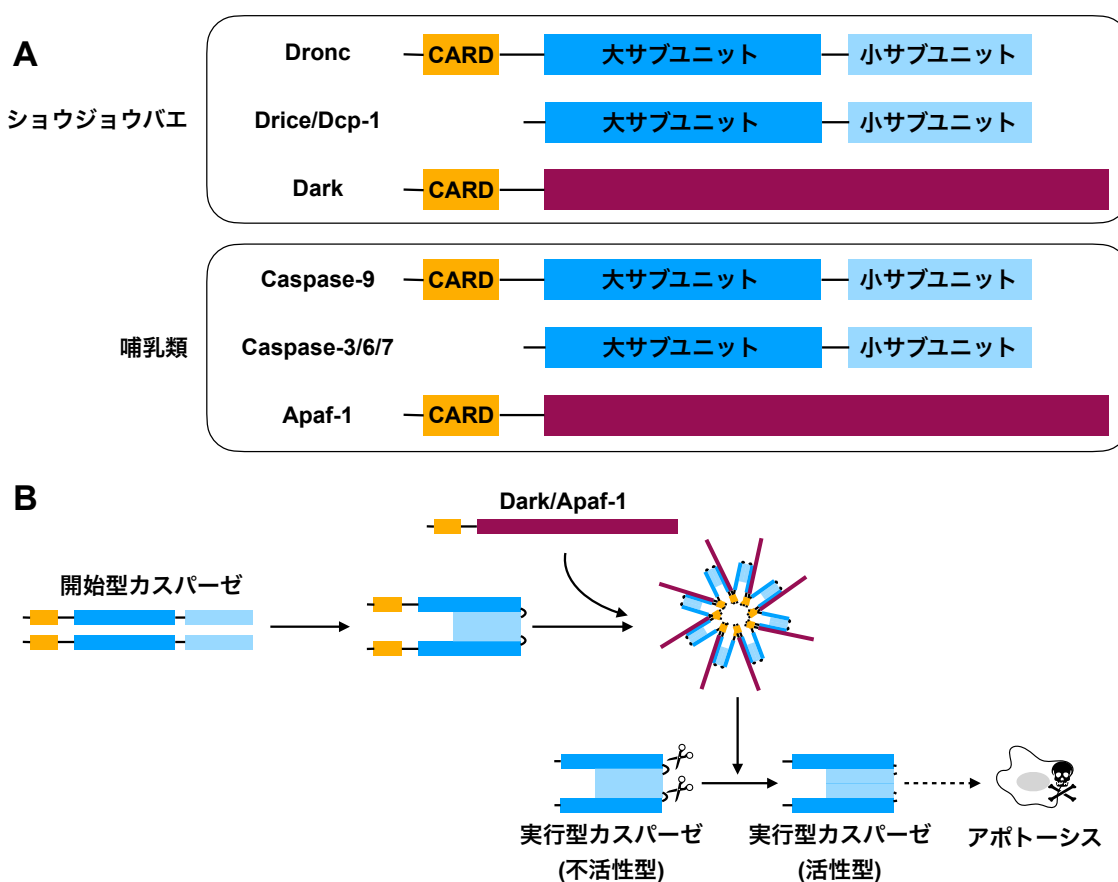 A
ショウジョウバエ
Dronc
CARD
大サブユニット
小サブユニット
Drice/Dcp-1
大サブユニット
小サブユニット
Dark
CARD
哺乳類
Caspase-9
CARD
大サブユニット
小サブユニット
Caspase-3/6/7
大サブユニット
小サブユニット
Apaf-1
CARD
B
Dark/Apaf-1
開始型カスパーゼ
実行型カスパーゼ
(不活性型)
実行型カスパーゼ
(活性型)
アポトーシス